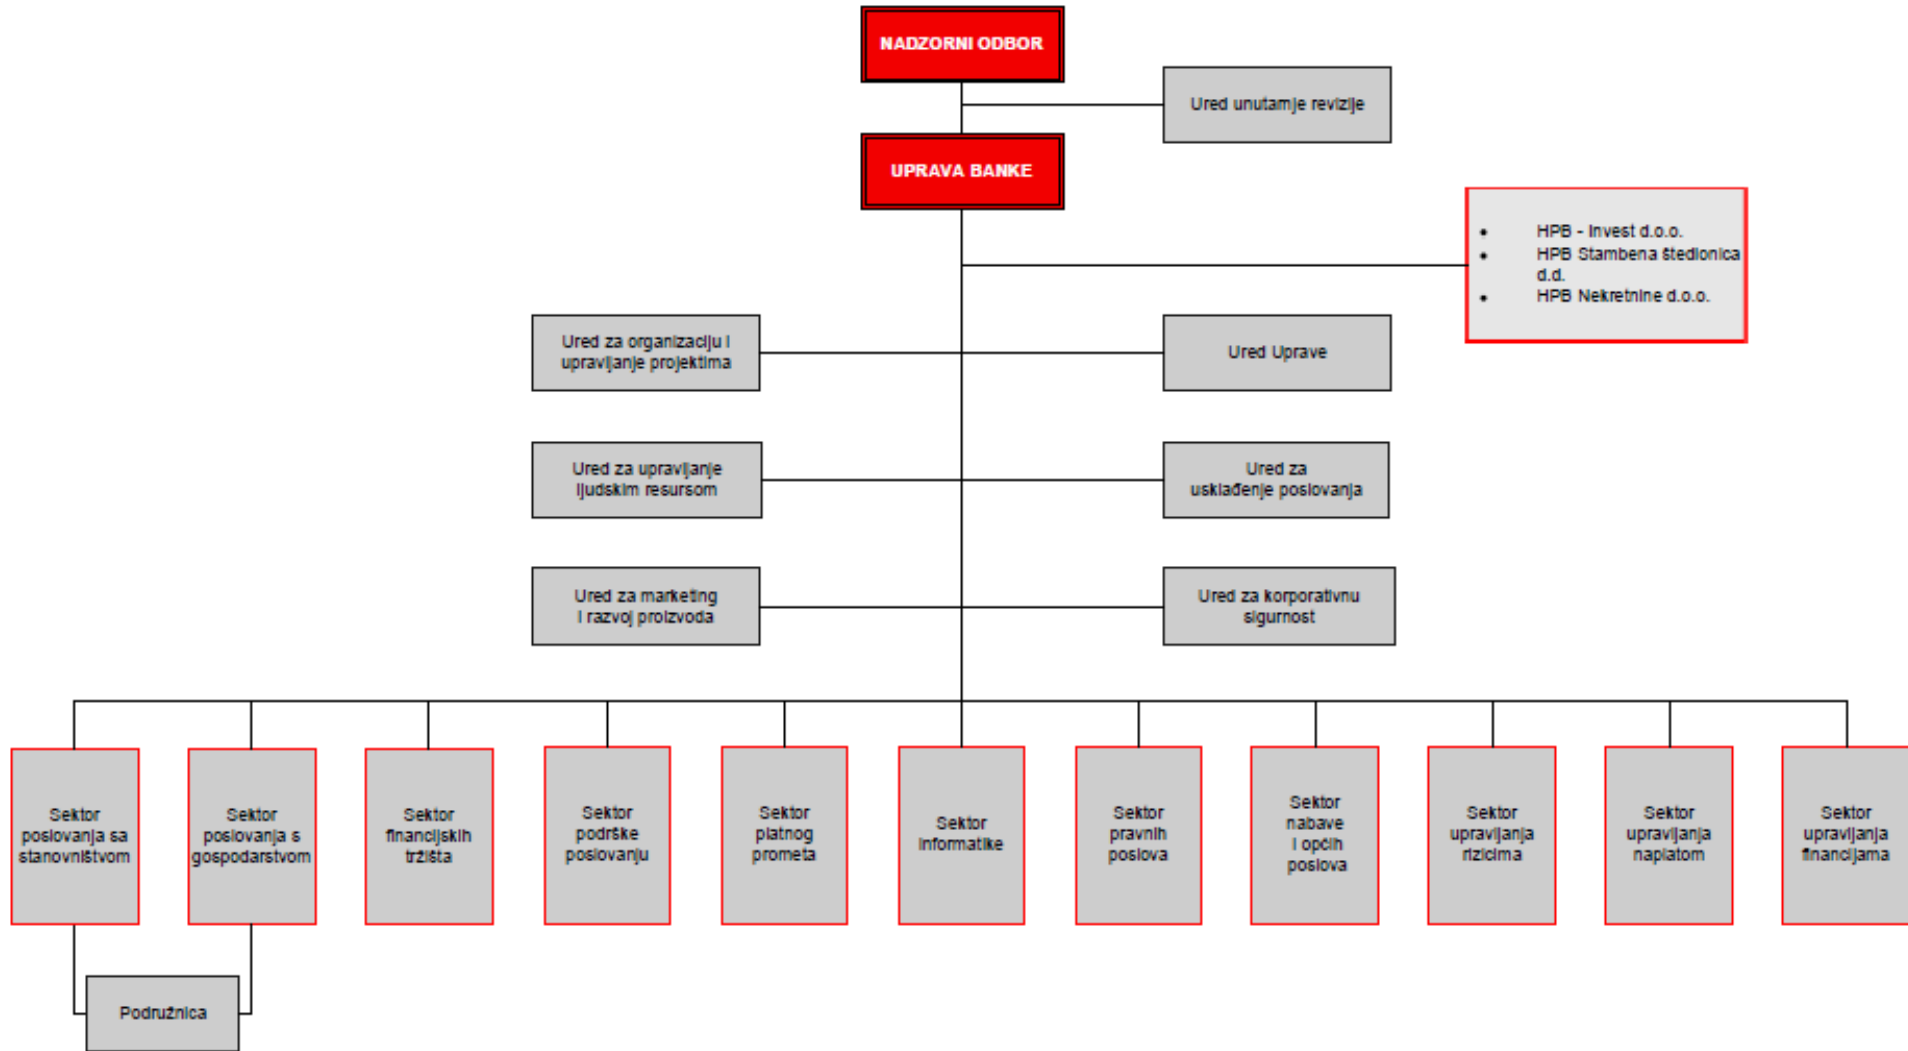 NADZORNI ODBOR
Ured unutarnje revizije
UPRAVA BANKE
• HPB - Invest d.o.o.
• HPB Stambena štedionica
d.d.
• HPB Nekretnine d.o.o.
Ured za organizaciju i
upravljanje projektima
Ured Uprave
Ured za upravljanje
ljudskim resursom
Ured za
usklađenje poslovanja
Ured za marketing
i razvoj proizvoda
Ured za korporativnu
sigurnost
Sektor
poslovanja sa
stanovništvom
Sektor
poslovanja s
gospodarstvom
Sektor
financijskih
tržišta
Sektor
podrške
poslovanju
Sektor
platnog
prometa
Sektor
informatike
Sektor
pravnih
poslova
Sektor
nabave
i općih
poslova
Sektor
upravljanja
rizicima
Sektor
upravljanja
naplatom
Sektor
upravljanja
financijama
Podružnica